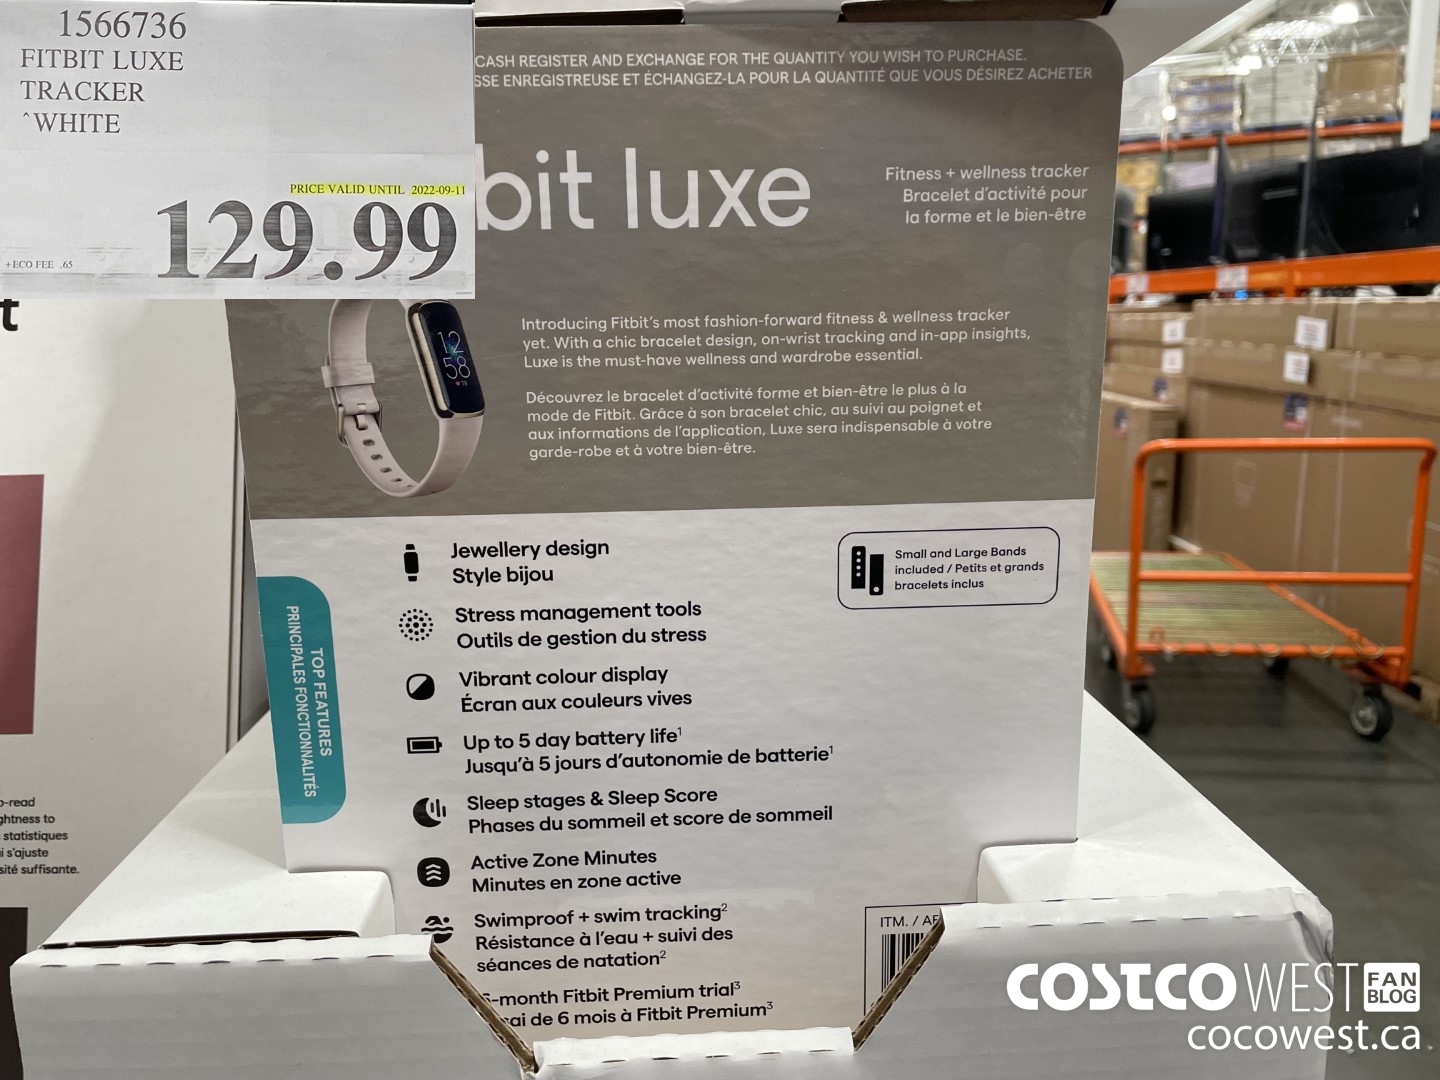 1566736
FITBIT LUXE
TRACKER
^WHITE
PRICE VALID UNTIL 2022-09-11
129.99
+ECO FEE .65
CASH REGISTER AND EXCHANGE FOR THE QUANTITY YOU WISH TO PURCHASE.
SSE ENREGISTREUSE ET ÉCHANGEZ-LA POUR LA QUANTITÉ QUE VOUS DÉSIREZ ACHETER
bit luxe
Fitness + wellness tracker
Bracelet d'activité pour
la forme et le bien-être
t
12
58
Introducing Fitbit's most fashion-forward fitness & wellness tracker
yet. With a chic bracelet design, on-wrist tracking and in-app insights,
Luxe is the must-have wellness and wardrobe essential.
Découvrez le bracelet d'activité forme et bien-être le plus à la
mode de Fitbit. Grâce à son bracelet chic, au suivi au poignet et
aux informations de l'application, Luxe sera indispensable à votre
garde-robe et à votre bien-être.
TOP FEATURES
PRINCIPALES FONCTIONNALITÉS
Jewellery design
Style bijou
Stress management tools
Outils de gestion du stress
Vibrant colour display
Écran aux couleurs vives
Up to 5 day battery life1
Jusqu'à 5 jours d'autonomie de batterie1
Sleep stages & Sleep Score
Phases du sommeil et score de sommeil
Active Zone Minutes
Minutes en zone active
Swimproof + swim tracking2
Résistance à l'eau + suivi des
séances de natation2
-month Fitbit Premium trial3
ai de 6 mois à Fitbit Premium3
Small and Large Bands
included / Petits et grands
bracelets inclus
o-read
ghtness to
statistiques
i s'ajuste
sité suffisante.
ITM. / AR
COSTCO WEST FAN BLOG
cocowest.ca